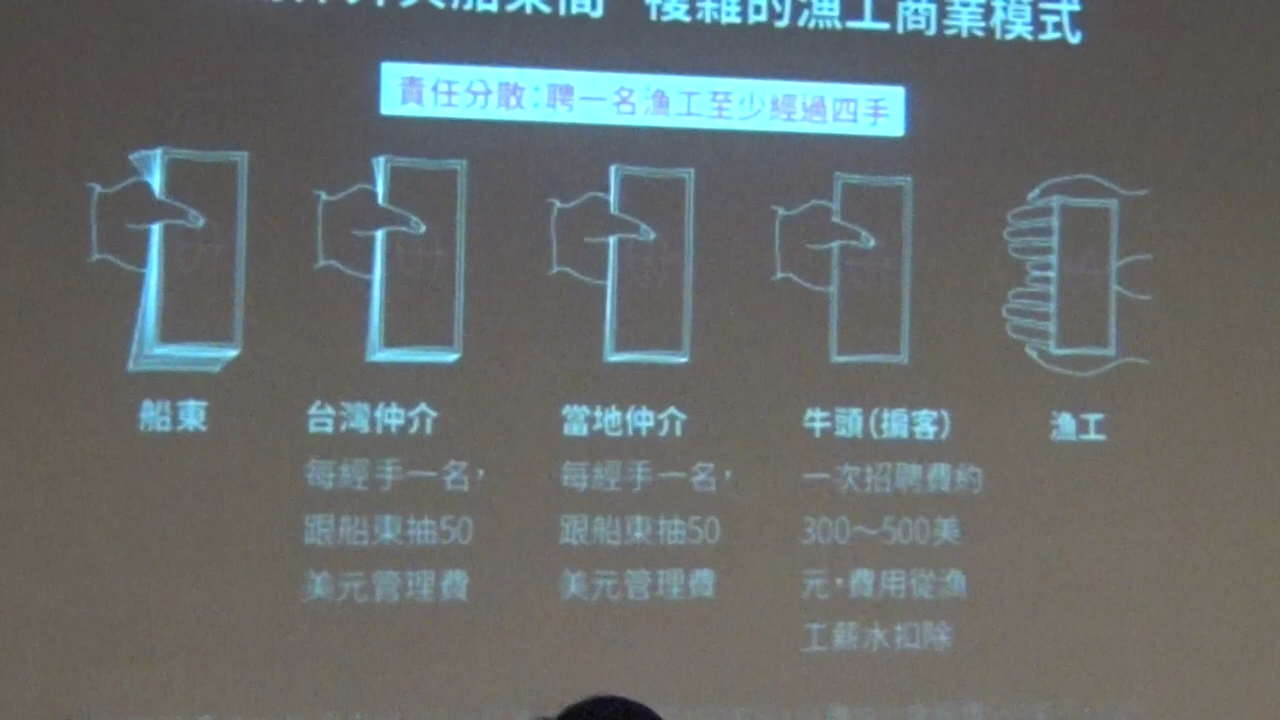 與船東間 複雜的漁工商業模式
責任分散：聘一名漁工至少經過四手
船東
台灣仲介
每經手一名，
跟船東抽50
美元管理費
當地仲介
每經手一名，
跟船東抽50
美元管理費
牛頭(掮客)
一次招聘費約
300～500美
元，費用從漁
工薪水扣除
漁工